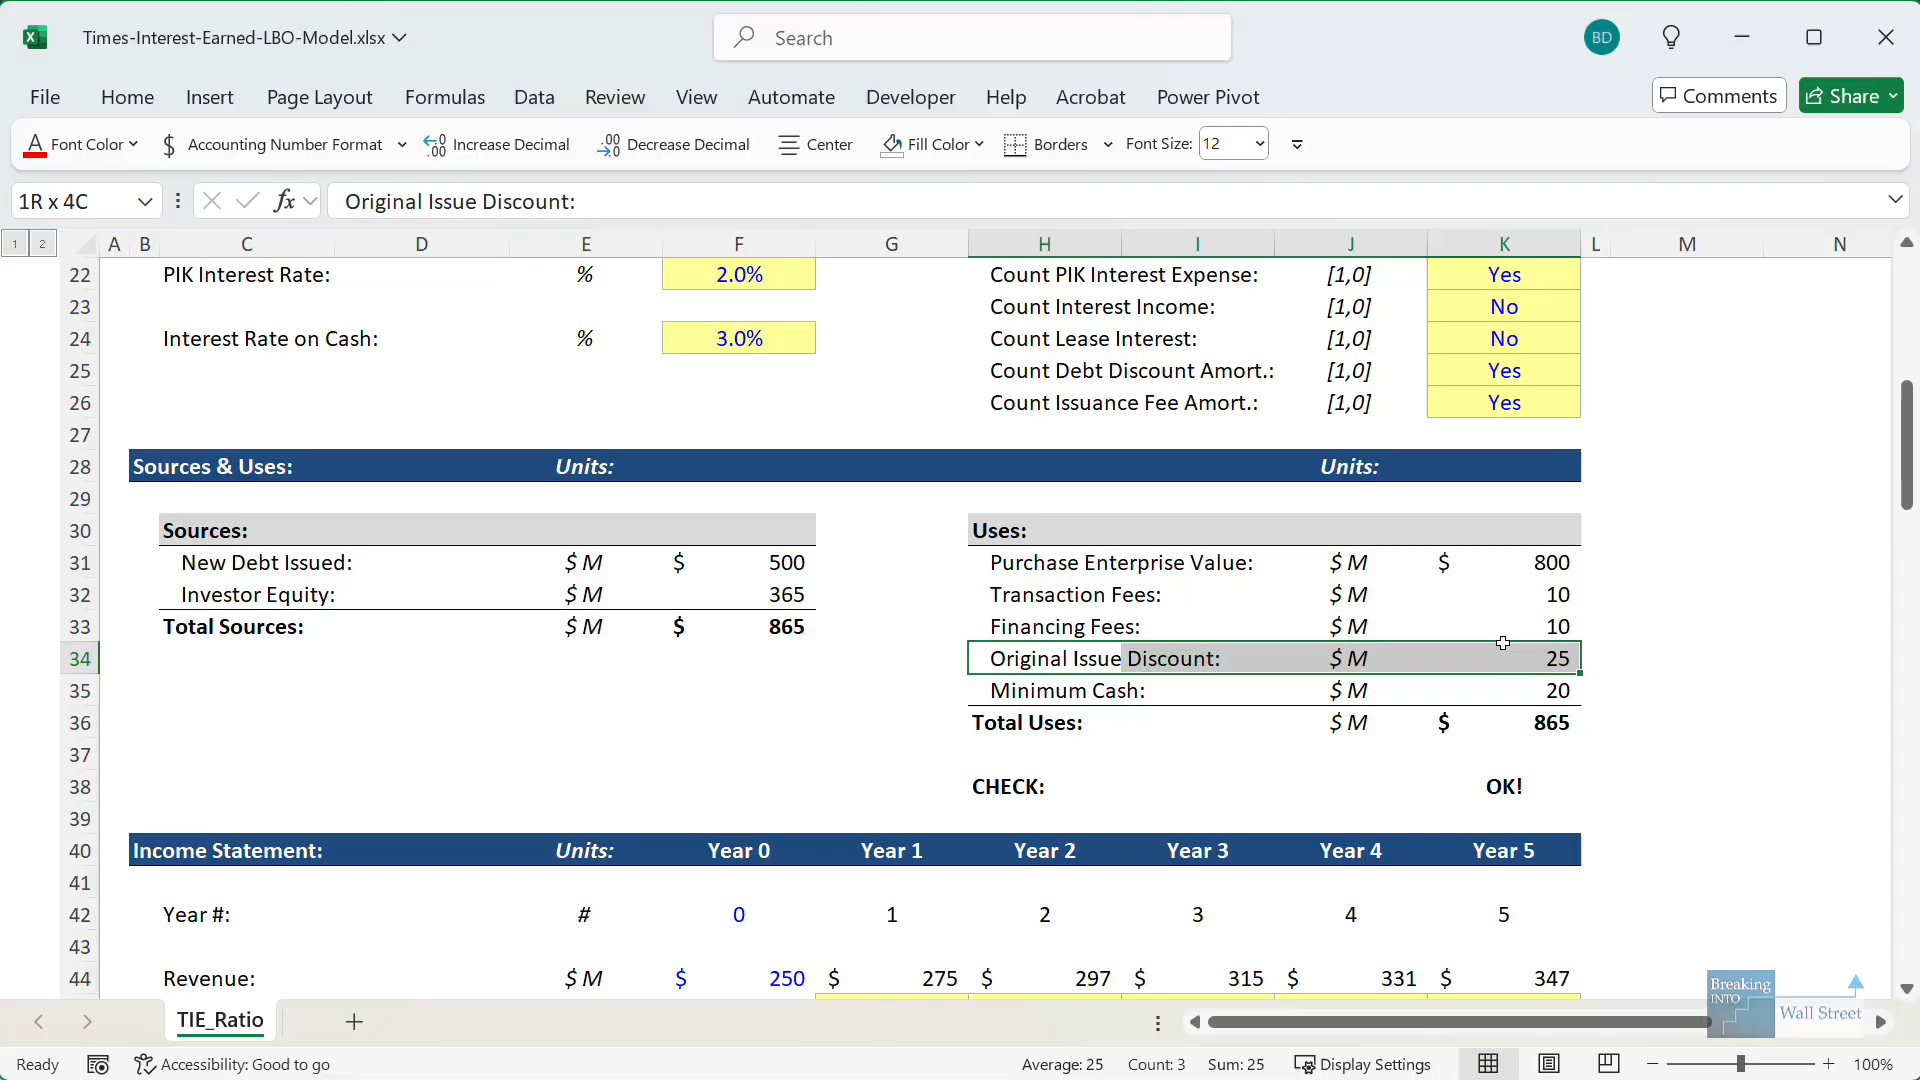 Times-Interest-Earned-LBO-Model.xlsx
Search
BD
File Home Insert Page Layout Formulas Data Review View Automate Developer Help Acrobat Power Pivot
Comments Share
Font Color $ Accounting Number Format Increase Decimal Decrease Decimal Center Fill Color Borders Font Size: 12
1R x 4C fx Original Issue Discount:
1 2 A B C D E F G H I J K L M N
22 PIK Interest Rate: % 2.0% Count PIK Interest Expense: [1,0] Yes
23 Count Interest Income: [1,0] No
24 Interest Rate on Cash: % 3.0% Count Lease Interest: [1,0] No
25 Count Debt Discount Amort.: [1,0] Yes
26 Count Issuance Fee Amort.: [1,0] Yes
27
28 Sources & Uses: Units: Units:
29
30 Sources: Uses:
31 New Debt Issued: $ M $ 500 Purchase Enterprise Value: $ M $ 800
32 Investor Equity: $ M 365 Transaction Fees: $ M 10
33 Total Sources: $ M $ 865 Financing Fees: $ M 10
34 Original Issue Discount: $ M 25
35 Minimum Cash: $ M 20
36 Total Uses: $ M $ 865
37
38 CHECK: OK!
39
40 Income Statement: Units: Year 0 Year 1 Year 2 Year 3 Year 4 Year 5
41
42 Year #: # 0 1 2 3 4 5
43
44 Revenue: $ M $ 250 $ 275 $ 297 $ 315 $ 331 $ 347
Breaking INTO Wall Street
TIE_Ratio
Ready Accessibility: Good to go Average: 25 Count: 3 Sum: 25 Display Settings 100%